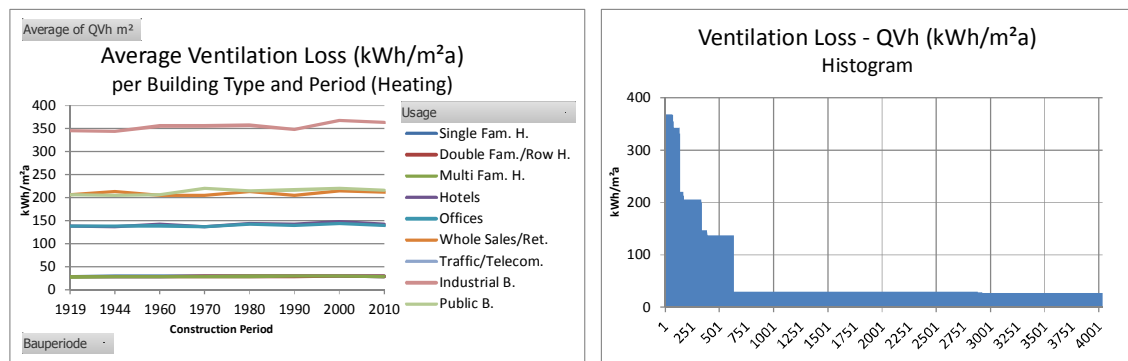 Average of QVh m²
Average Ventilation Loss (kWh/m²a)
per Building Type and Period (Heating)
kWh/m²a
400
350
300
250
200
150
100
50
0
1919 1944 1960 1970 1980 1990 2000 2010
Construction Period
Bauperiode
Usage
Single Fam. H.
Double Fam./Row H.
Multi Fam. H.
Hotels
Offices
Whole Sales/Ret.
Traffic/Telecom.
Industrial B.
Public B.
Ventilation Loss - QVh (kWh/m²a)
Histogram
kWh/m²a
400
300
200
100
0
1 251 501 751 1001 1251 1501 1751 2001 2251 2501 2751 3001 3251 3501 3751 4001